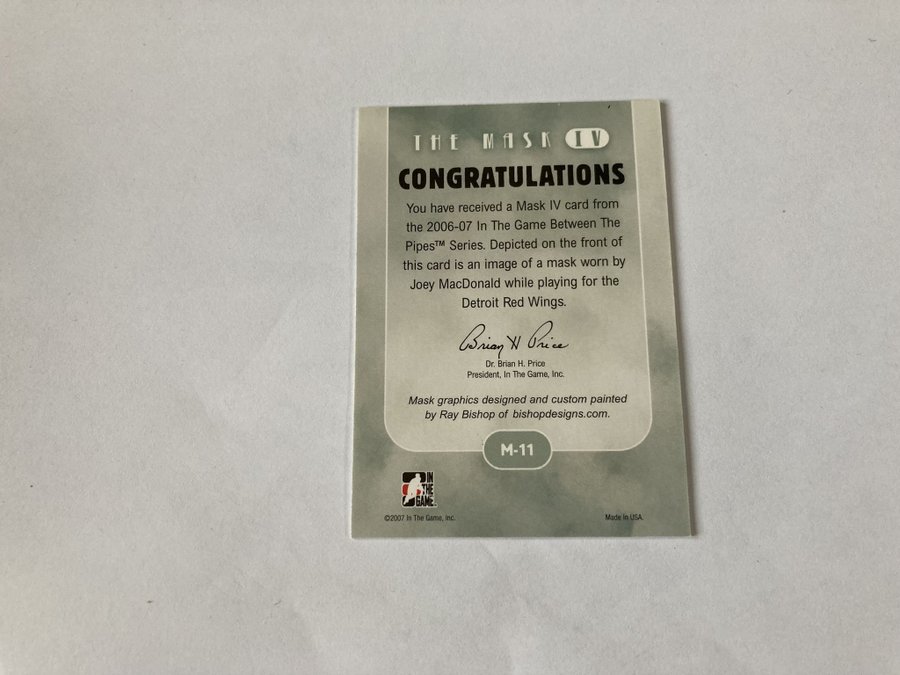 THE MASK IV
CONGRATULATIONS
You have received a Mask IV card from
the 2006-07 In The Game Between The
Pipes™ Series. Depicted on the front of
this card is an image of a mask worn by
Joey MacDonald while playing for the
Detroit Red Wings.
Brian H Price
Dr. Brian H. Price
President, In The Game, Inc.
Mask graphics designed and custom painted
by Ray Bishop of bishopdesigns.com.
M-11
IN
THE
GAME
©2007 In The Game, Inc.
Made in USA.